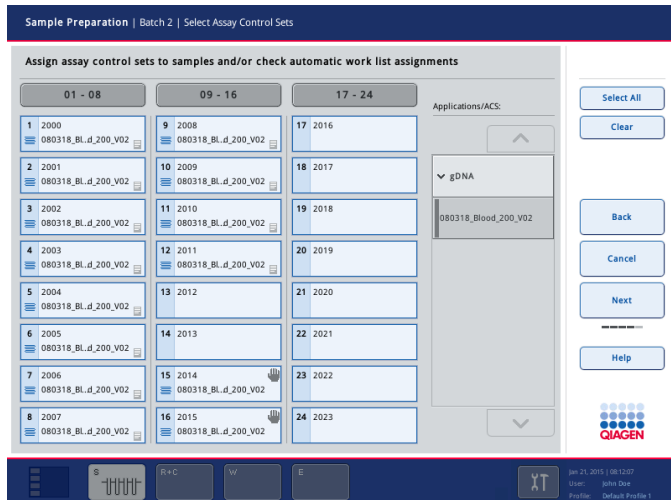 Sample Preparation | Batch 2 | Select Assay Control Sets
Assign assay control sets to samples and/or check automatic work list assignments
01 - 08
09 - 16
17 - 24
Applications/ACS:
1 2000
080318_Bl..d_200_V02
2 2001
080318_Bl..d_200_V02
3 2002
080318_Bl..d_200_V02
4 2003
080318_Bl..d_200_V02
5 2004
080318_Bl..d_200_V02
6 2005
080318_Bl..d_200_V02
7 2006
080318_Bl..d_200_V02
8 2007
080318_Bl..d_200_V02
9 2008
080318_Bl..d_200_V02
10 2009
080318_Bl..d_200_V02
11 2010
080318_Bl..d_200_V02
12 2011
080318_Bl..d_200_V02
13 2012
14 2013
15 2014
080318_Bl..d_200_V02
16 2015
080318_Bl..d_200_V02
17 2016
18 2017
19 2018
20 2019
21 2020
22 2021
23 2022
24 2023
gDNA
080318_Blood_200_V02
Select All
Clear
Back
Cancel
Next
Help
QIAGEN
S
R+C
W
E
Jan 21, 2015 | 08:12:07
User: John Doe
Profile: Default Profile 1